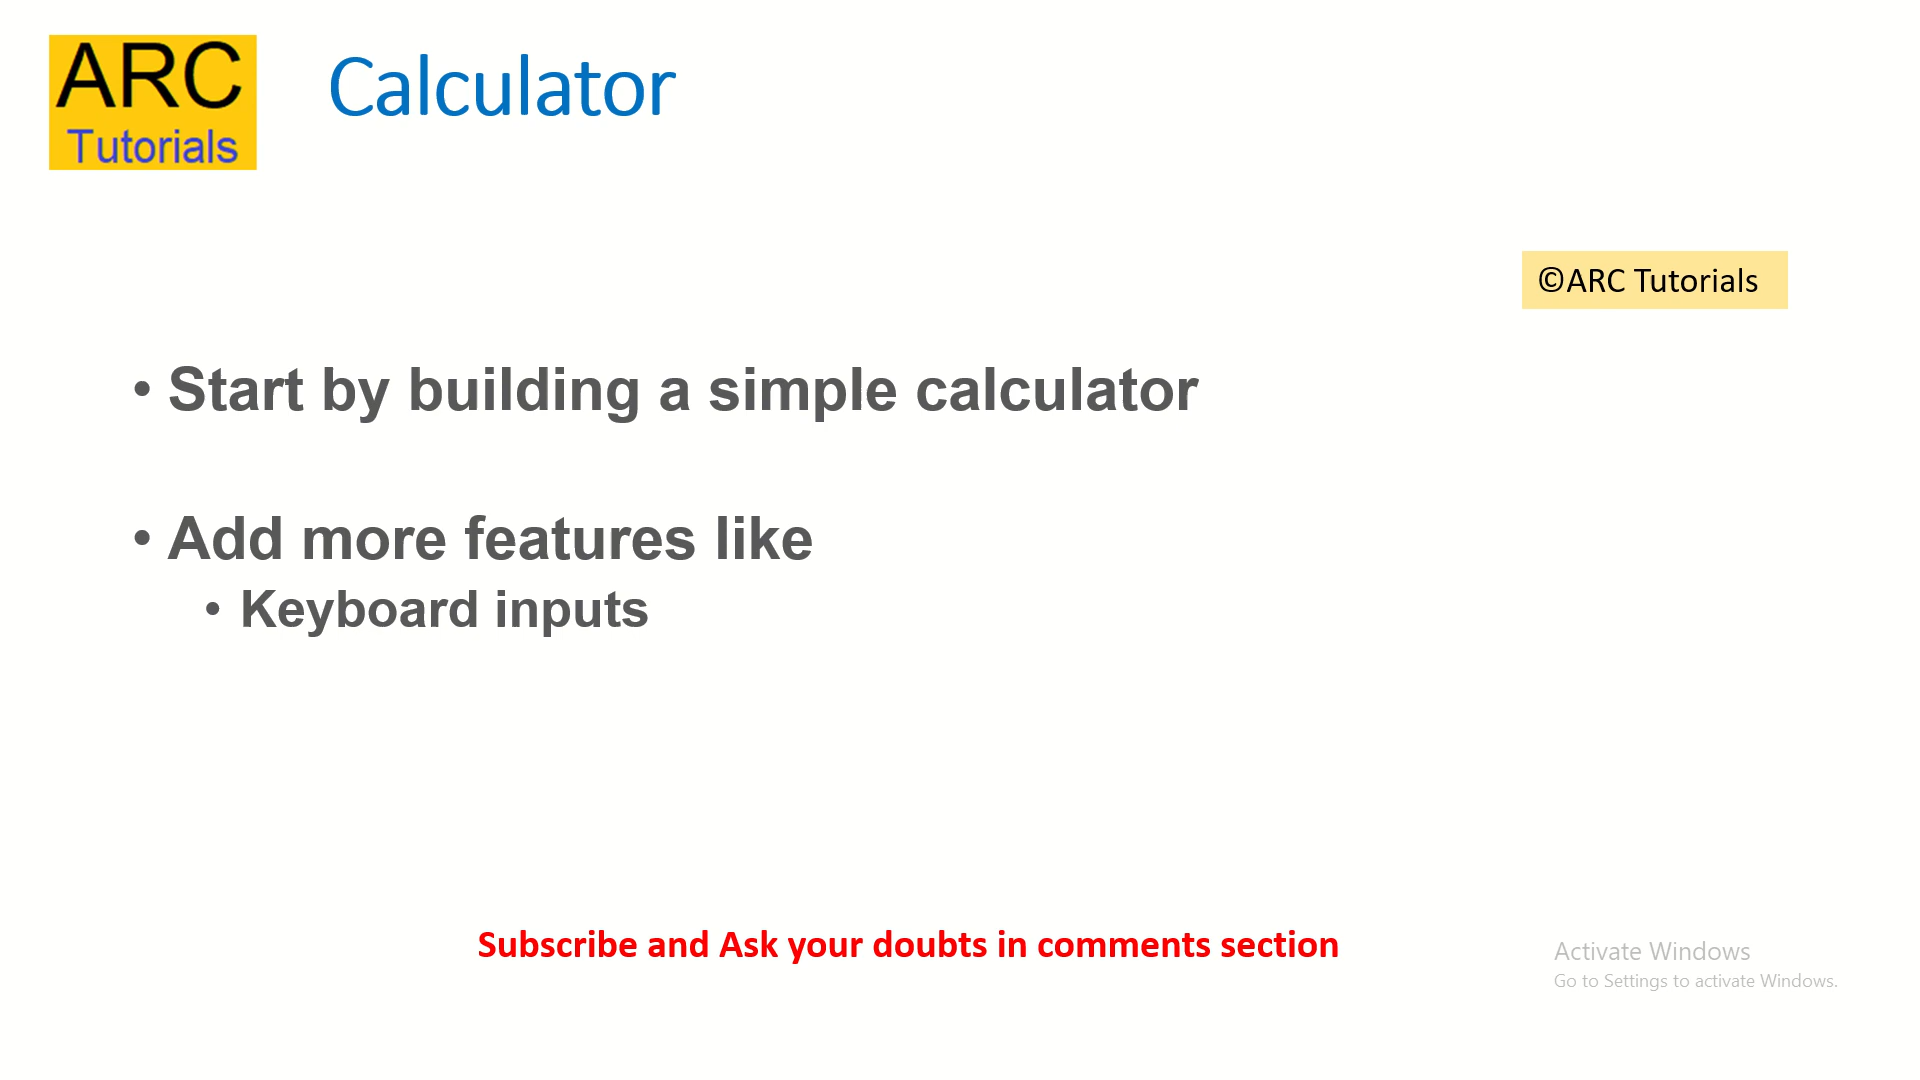 ARC
Tutorials
Calculator
©ARC Tutorials
• Start by building a simple calculator
• Add more features like
• Keyboard inputs
Subscribe and Ask your doubts in comments section
Activate Windows
Go to Settings to activate Windows.